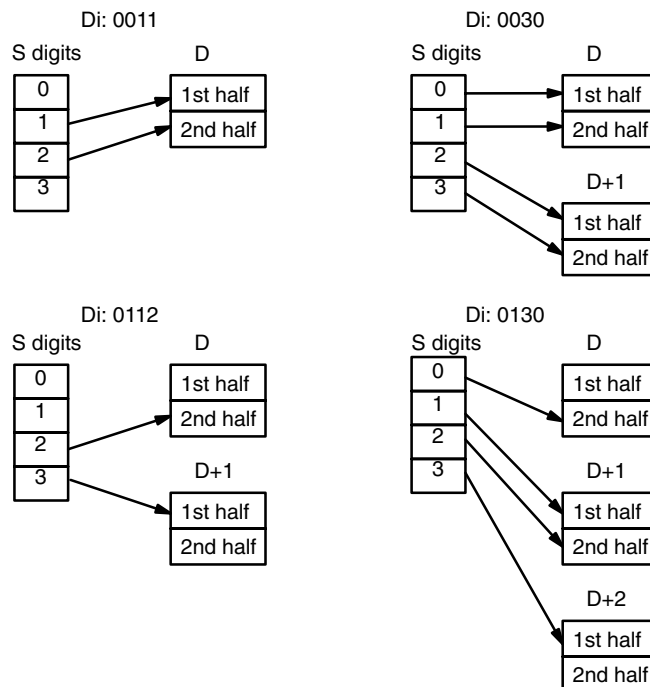 Di: 0011
S digits
D
0
1
2
3
1st half
2nd half
Di: 0030
S digits
D
0
1
2
3
1st half
2nd half
D+1
1st half
2nd half
Di: 0112
S digits
D
0
1
2
3
1st half
2nd half
D+1
1st half
2nd half
Di: 0130
S digits
D
0
1
2
3
1st half
2nd half
D+1
1st half
2nd half
D+2
1st half
2nd half